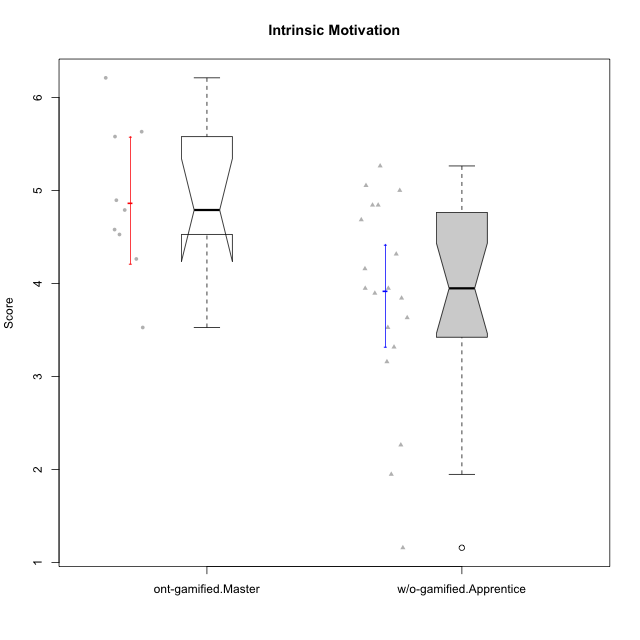 Intrinsic Motivation
Score
6
5
4
3
2
1
ont-gamified.Master
w/o-gamified.Apprentice